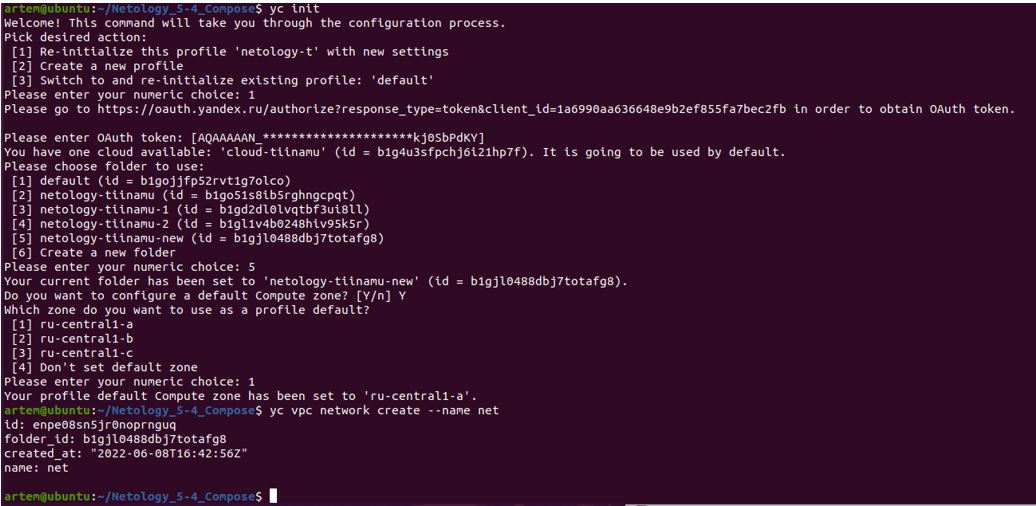 artem@ubuntu:~/Netology_5-4_Compose$ yc init
Welcome! This command will take you through the configuration process.
Pick desired action:
 [1] Re-initialize this profile 'netology-t' with new settings
 [2] Create a new profile
 [3] Switch to and re-initialize existing profile: 'default'
Please enter your numeric choice: 1
Please go to https://oauth.yandex.ru/authorize?response_type=token&client_id=1a6990aa636648e9b2ef855fa7bec2fb in order to obtain OAuth token.

Please enter OAuth token: [AQAAAAAN_*********************kj0SbPdKY]
You have one cloud available: 'cloud-tiinamu' (id = b1g4u3sfpchj6i21hp7f). It is going to be used by default.
Please choose folder to use:
 [1] default (id = b1gojjfp52rvt1g7olco)
 [2] netology-tiinamu (id = b1go51s8ib5rghngcpqt)
 [3] netology-tiinamu-1 (id = b1gd2dl0lvqtbf3ui8ll)
 [4] netology-tiinamu-2 (id = b1gl1v4b0248hiv95k5r)
 [5] netology-tiinamu-new (id = b1gjl0488dbj7totafg8)
 [6] Create a new folder
Please enter your numeric choice: 5
Your current folder has been set to 'netology-tiinamu-new' (id = b1gjl0488dbj7totafg8).
Do you want to configure a default Compute zone? [Y/n] Y
Which zone do you want to use as a profile default?
 [1] ru-central1-a
 [2] ru-central1-b
 [3] ru-central1-c
 [4] Don't set default zone
Please enter your numeric choice: 1
Your profile default Compute zone has been set to 'ru-central1-a'.
artem@ubuntu:~/Netology_5-4_Compose$ yc vpc network create --name net
id: enpe08sn5jr0noprnguq
folder_id: b1gjl0488dbj7totafg8
created_at: "2022-06-08T16:42:56Z"
name: net

artem@ubuntu:~/Netology_5-4_Compose$